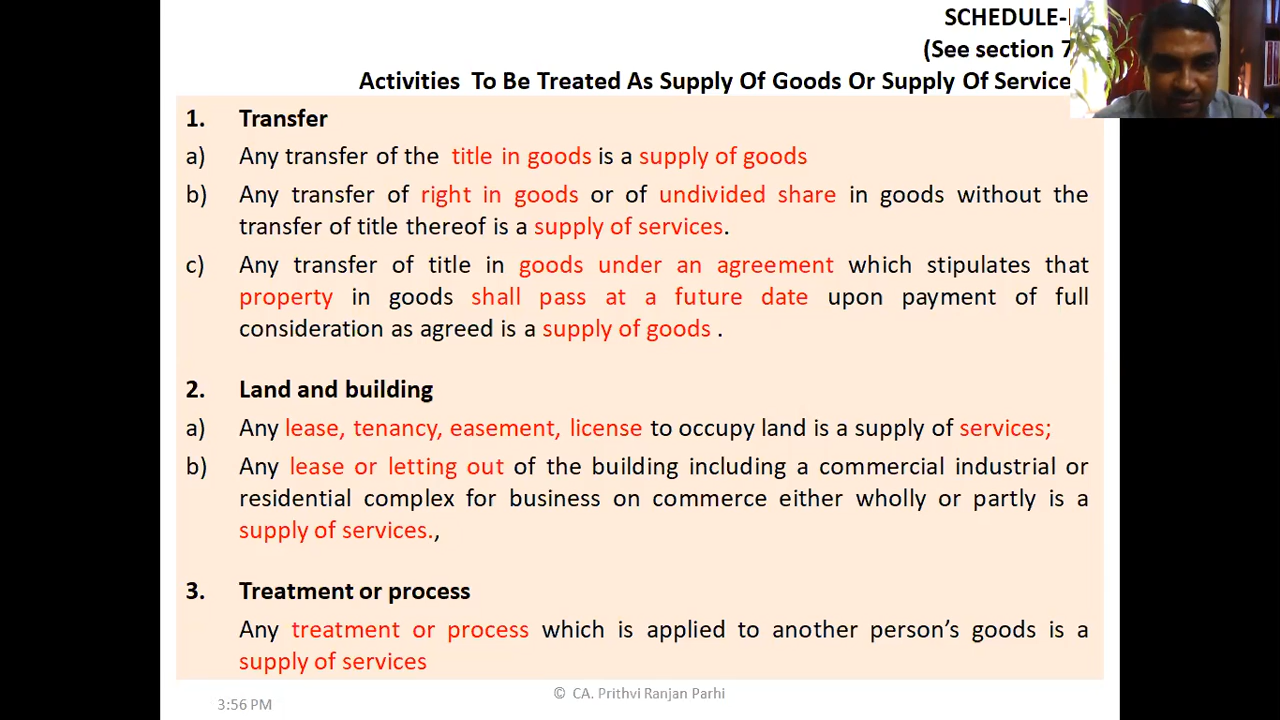 SCHEDULE-
(See section 7
Activities To Be Treated As Supply Of Goods Or Supply Of Service
1. Transfer
a) Any transfer of the title in goods is a supply of goods
b) Any transfer of right in goods or of undivided share in goods without the
transfer of title thereof is a supply of services.
c) Any transfer of title in goods under an agreement which stipulates that
property in goods shall pass at a future date upon payment of full
consideration as agreed is a supply of goods .
2. Land and building
a) Any lease, tenancy, easement, license to occupy land is a supply of services;
b) Any lease or letting out of the building including a commercial industrial or
residential complex for business on commerce either wholly or partly is a
supply of services.,
3. Treatment or process
Any treatment or process which is applied to another person's goods is a
supply of services
© CA. Prithvi Ranjan Parhi
3:56 PM